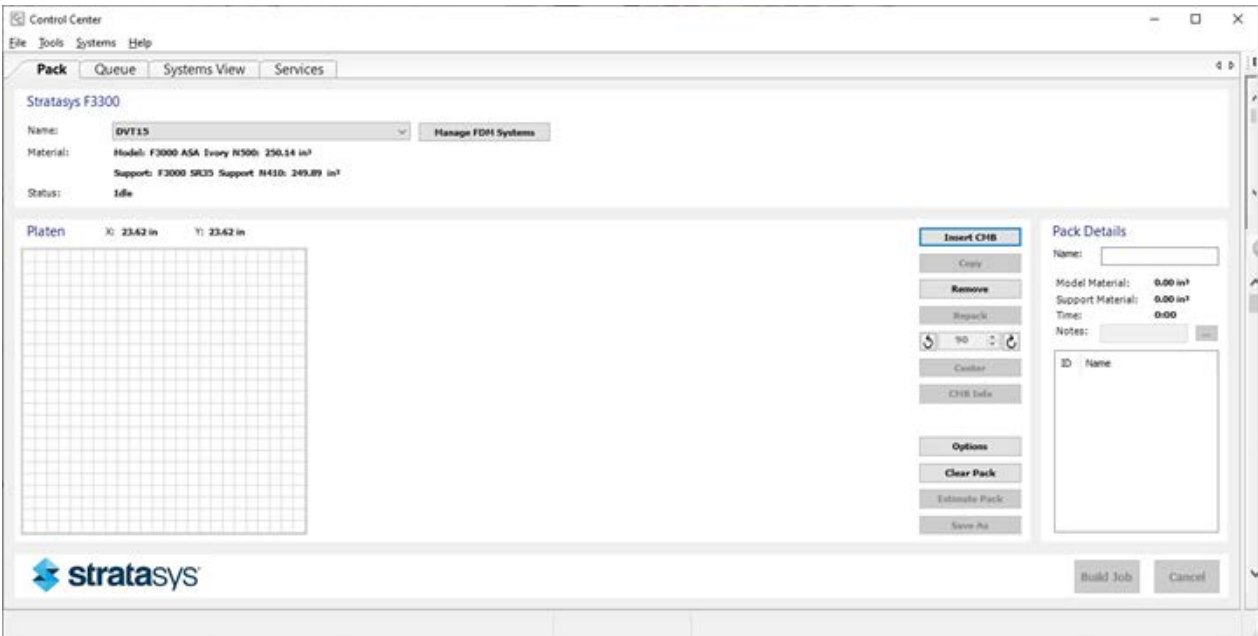 Control Center
File Tools Systems Help
Pack Queue Systems View Services
Stratasys F3300
Name: DVT15 Manage FDM Systems
Material: Model: F3000 ASA Ivory N500: 250.14 in³
Support: F3000 SR35 Support N410: 249.89 in³
Status: Idle
Platen X: 23.62 in Y: 23.62 in
Insert CMB
Copy
Remove
Repack
90
Center
CMB Info
Options
Clear Pack
Estimate Pack
Save As
Pack Details
Name:
Model Material: 0.00 in³
Support Material: 0.00 in³
Time: 0:00
Notes: ...
ID Name
stratasys
Build Job Cancel